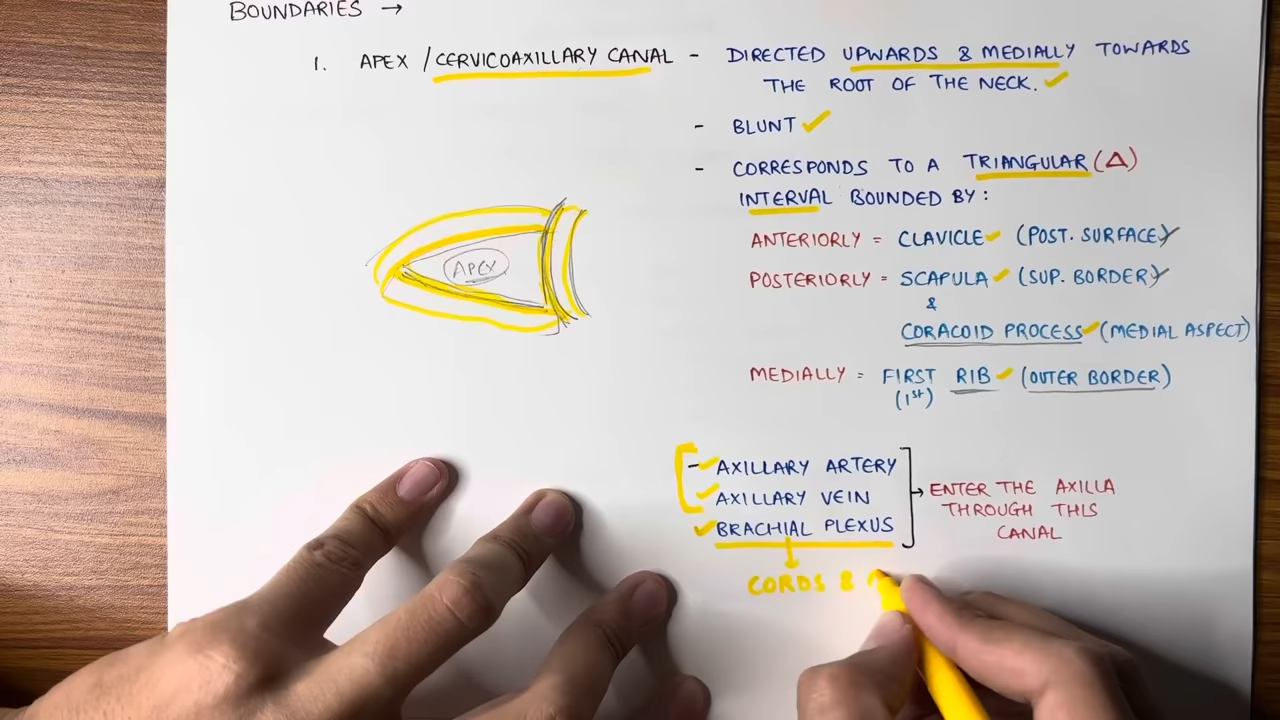 BOUNDARIES →
1. APEX / CERVICOAXILLARY CANAL - DIRECTED UPWARDS & MEDIALLY TOWARDS
THE ROOT OF THE NECK.
- BLUNT
- CORRESPONDS TO A TRIANGULAR (Δ)
INTERVAL BOUNDED BY :
ANTERIORLY = CLAVICLE (POST. SURFACE)
APEX
POSTERIORLY = SCAPULA (SUP. BORDER)
&
CORACOID PROCESS (MEDIAL ASPECT)
MEDIALLY = FIRST RIB (OUTER BORDER)
(1st)
- AXILLARY ARTERY
AXILLARY VEIN
BRACHIAL PLEXUS
→ ENTER THE AXILLA
THROUGH THIS
CANAL
CORDS &